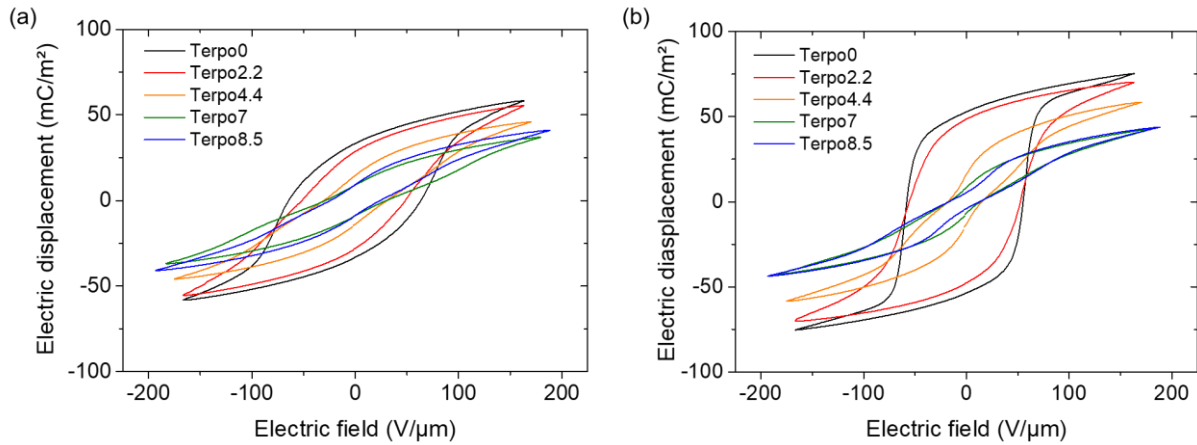 (a)
100
50
0
-50
-100
Electric displacement (mC/m²)
Terpo0
Terpo2.2
Terpo4.4
Terpo7
Terpo8.5
-200 -100 0 100 200
Electric field (V/µm)
(b)
100
50
0
-50
-100
Electric diasplacement (mC/m²)
Terpo0
Terpo2.2
Terpo4.4
Terpo7
Terpo8.5
-200 -100 0 100 200
Electric field (V/µm)